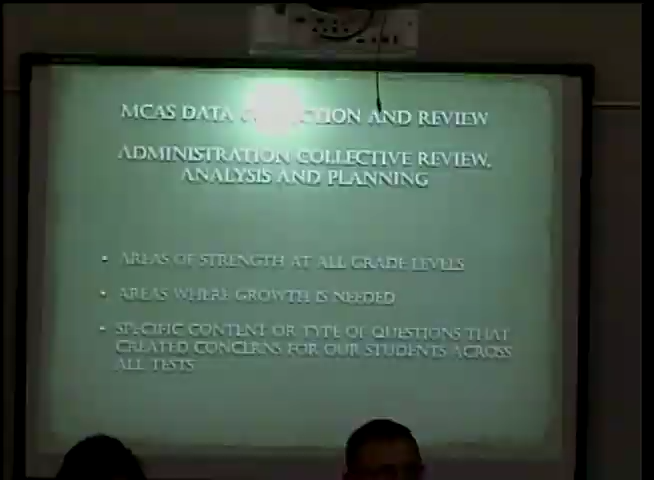 MCAS DATA COLLECTION AND REVIEW
ADMINISTRATION COLLECTIVE REVIEW,
ANALYSIS AND PLANNING
• AREAS OF STRENGTH AT ALL GRADE LEVELS
• AREAS WHERE GROWTH IS NEEDED
• SPECIFIC CONTENT OR TYPE OF QUESTIONS THAT
CREATED CONCERNS FOR OUR STUDENTS ACROSS
ALL TESTS